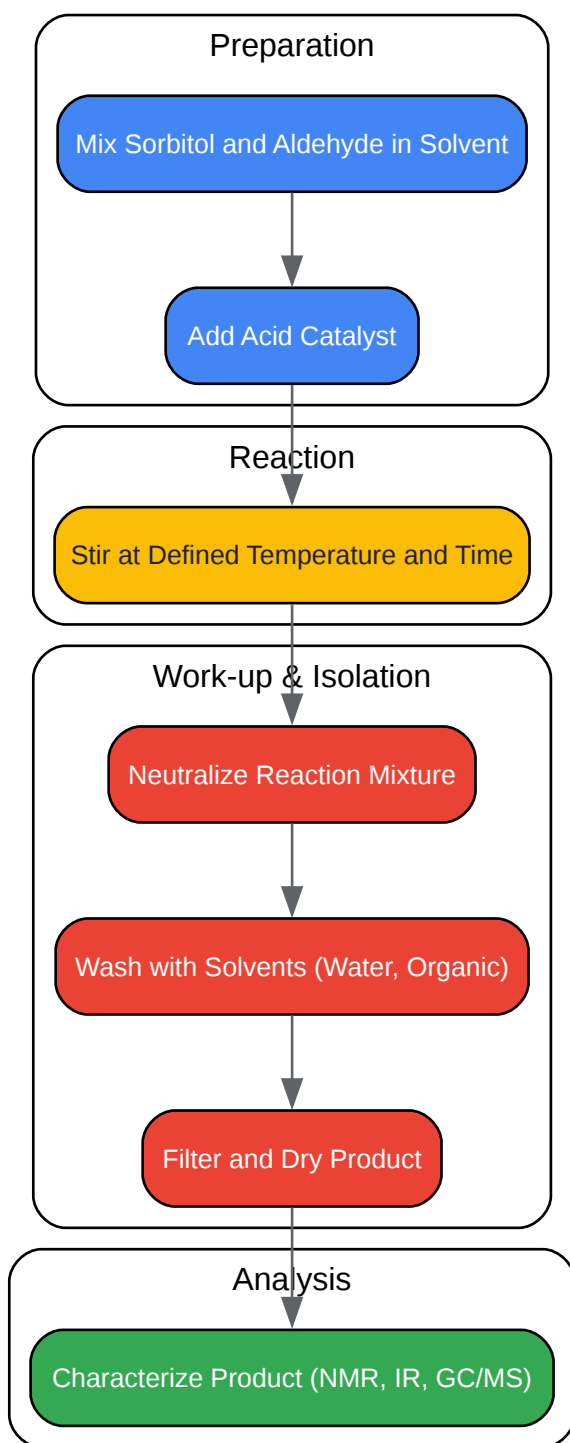 Preparation
Mix Sorbitol and Aldehyde in Solvent
Add Acid Catalyst
Reaction
Stir at Defined Temperature and Time
Work-up & Isolation
Neutralize Reaction Mixture
Wash with Solvents (Water, Organic)
Filter and Dry Product
Analysis
Characterize Product (NMR, IR, GC/MS)